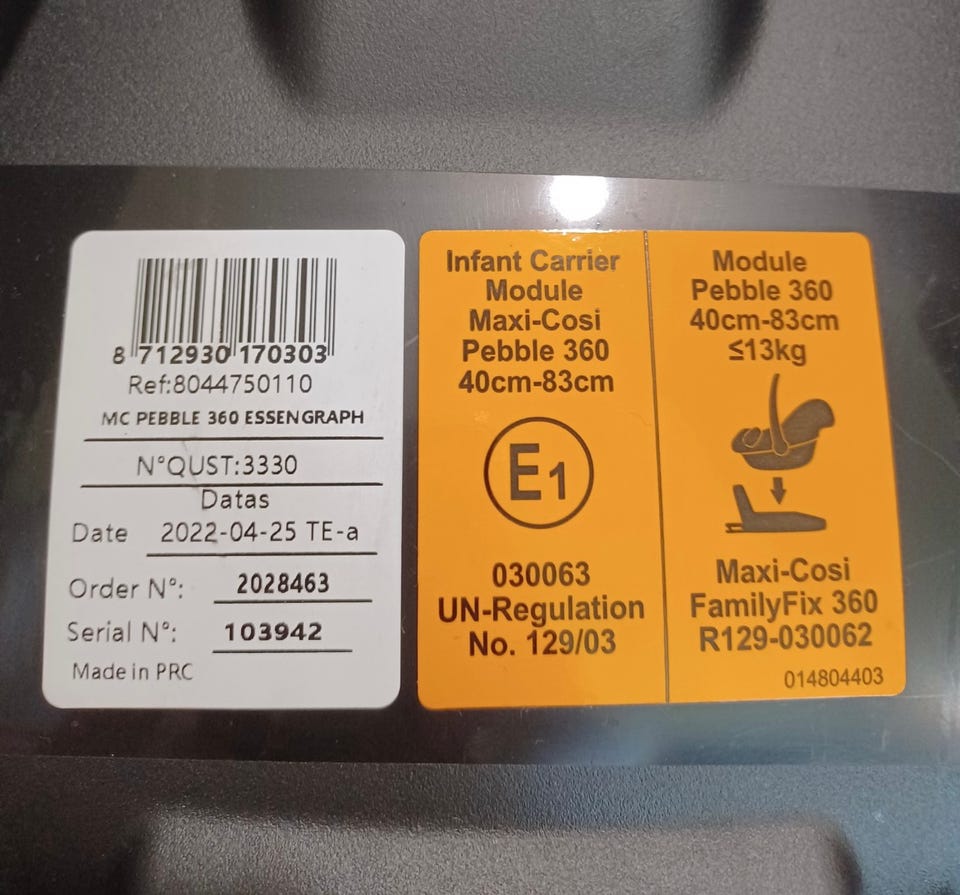 8 712930 170303
Ref:8044750110
MC PEBBLE 360 ESSENGRAPH
N°QUST:3330
Datas
Date 2022-04-25 TE-a
Order N°: 2028463
Serial N°: 103942
Made in PRC
Infant Carrier
Module
Maxi-Cosi
Pebble 360
40cm-83cm
E1
030063
UN-Regulation
No. 129/03
Module
Pebble 360
40cm-83cm
≤13kg
Maxi-Cosi
FamilyFix 360
R129-030062
014804403